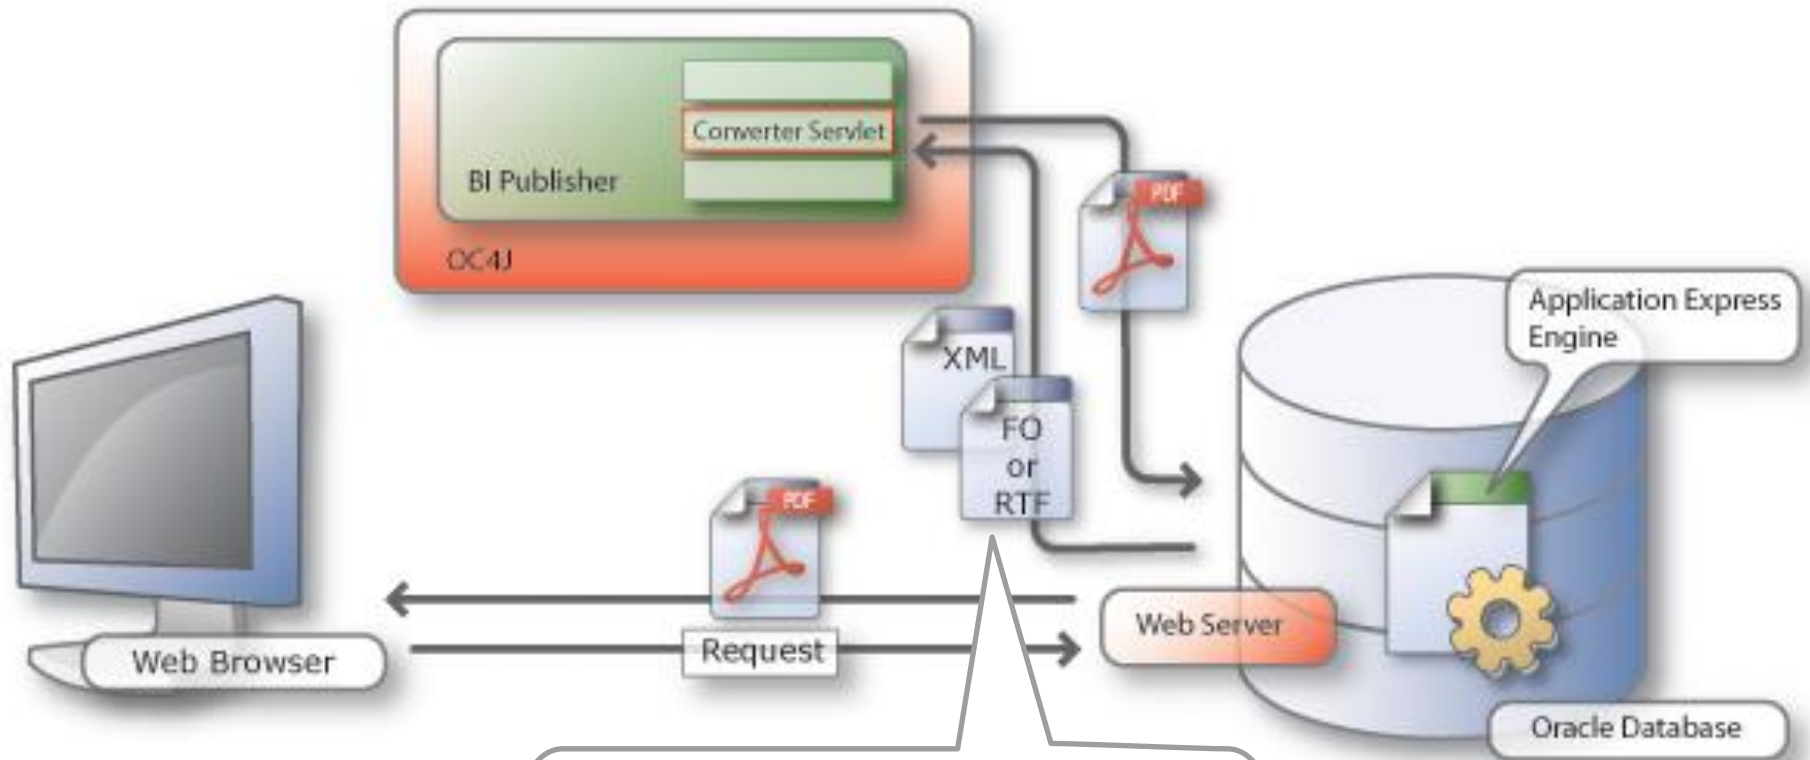 Converter Servlet
BI Publisher
OC4J
PDF
Application Express
Engine
XML
FO
or
RTF
PDF
Web Server
Request
Web Browser
Oracle Database